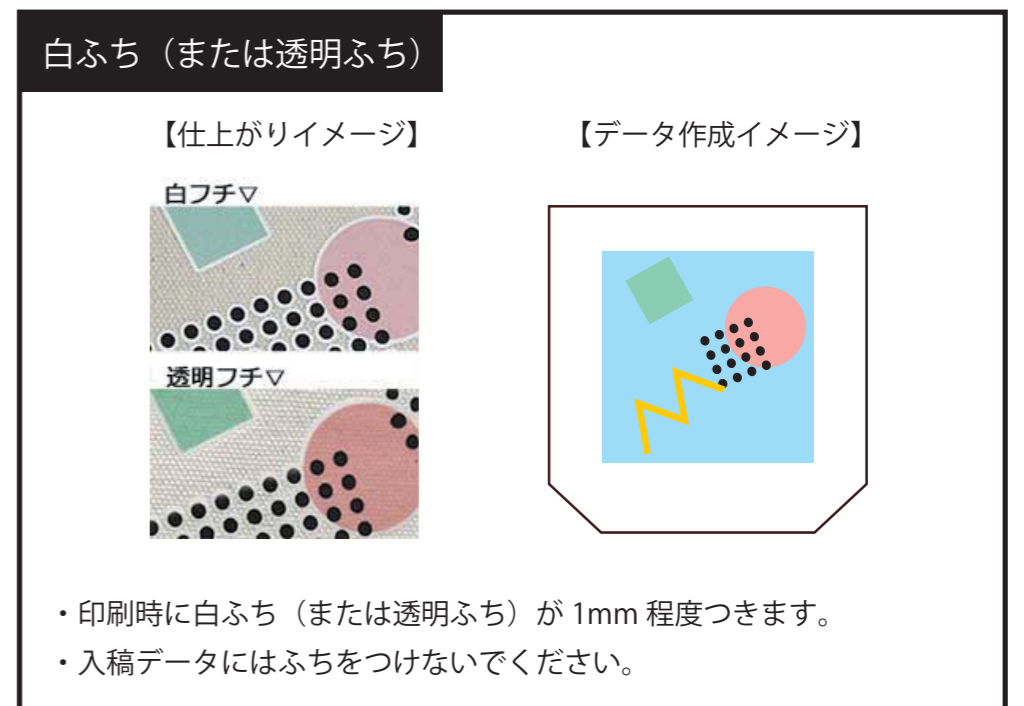 白ふち（または透明ふち）
【仕上がりイメージ】
【データ作成イメージ】
白フチ▽
透明フチ▽
・印刷時に白ふち（または透明ふち）が 1mm 程度つきます。
・入稿データにはふちをつけないでください。